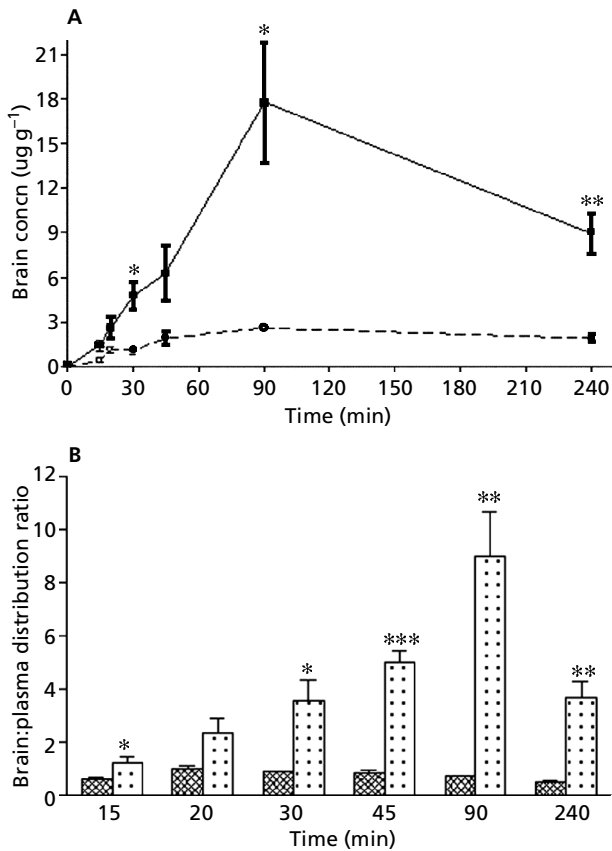 A
Brain concn (ug g⁻¹)
21
18
15
12
9
6
3
0
*
*
**
0 30 60 90 120 150 180 210 240
Time (min)
B
Brain:plasma distribution ratio
12
10
8
6
4
2
0
*
*
***
**
**
15 20 30 45 90 240
Time (min)